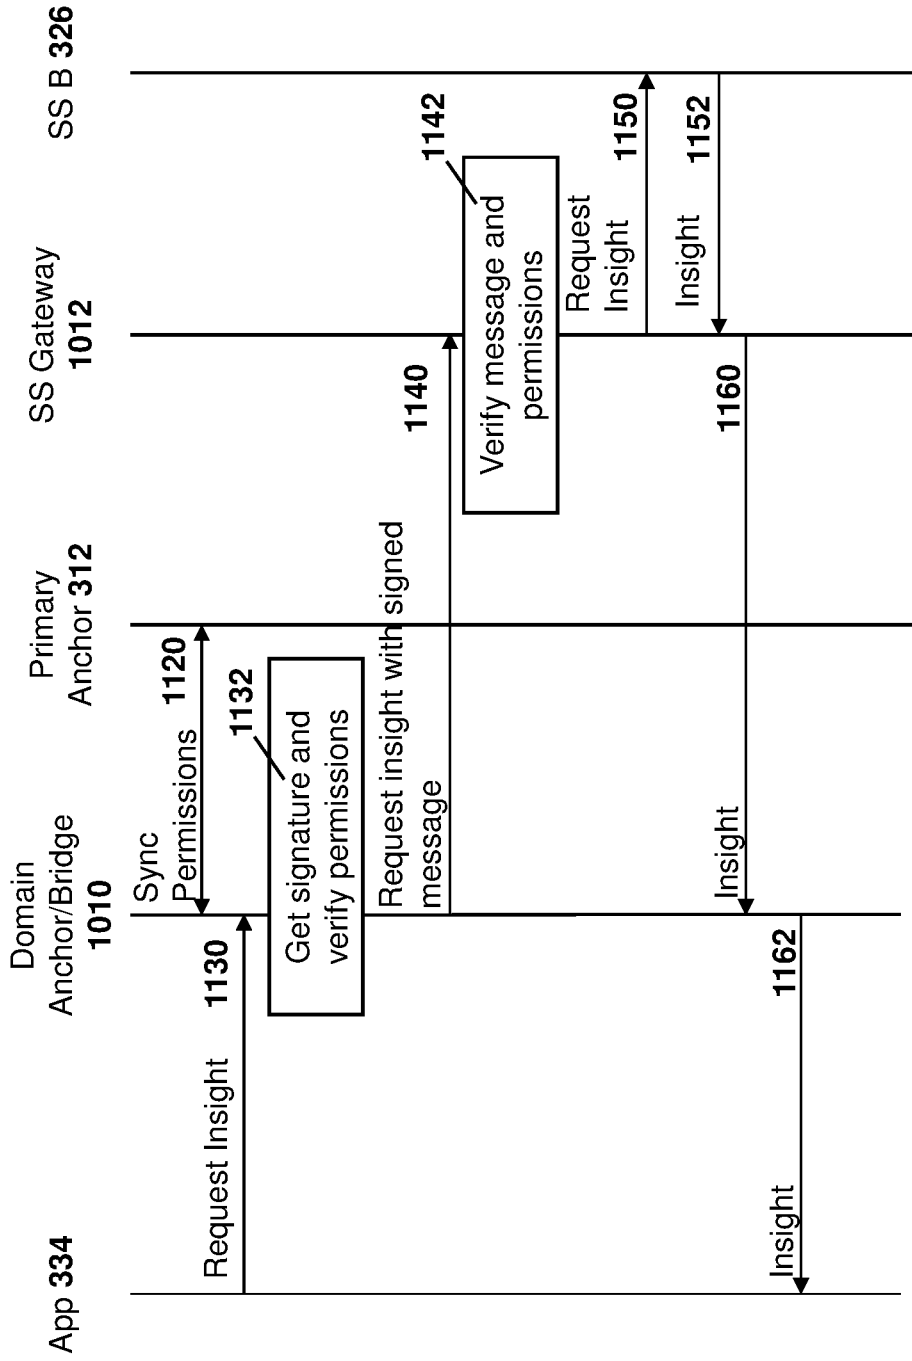 App 334
Domain
Anchor/Bridge
1010
Primary
Anchor 312
SS Gateway
1012
SS B 326
Sync
Permissions
1120
Request Insight
1130
1132
Get signature and
verify permissions
Request insight with signed
message
1140
1142
Verify message and
permissions
Request
Insight
1150
Insight
1152
Insight
1160
Insight
1162